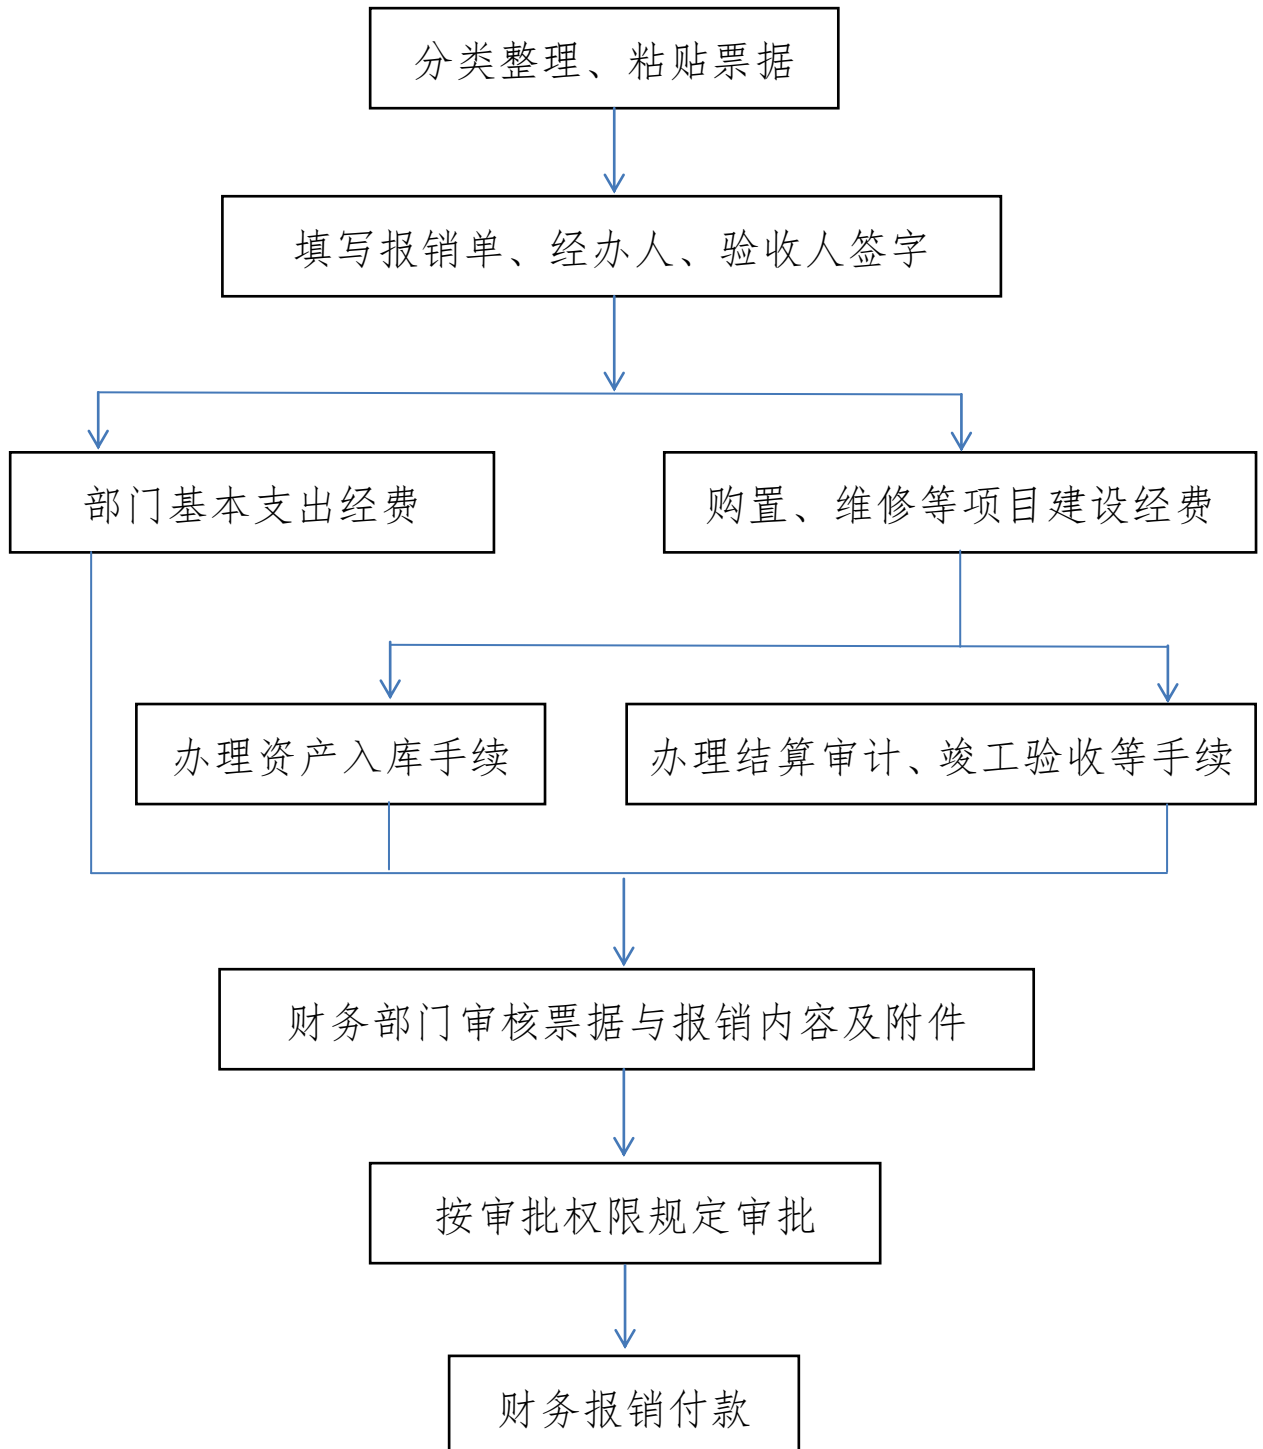 分类整理、粘贴票据
填写报销单、经办人、验收人签字
部门基本支出经费
购置、维修等项目建设经费
办理资产入库手续
办理结算审计、竣工验收等手续
财务部门审核票据与报销内容及附件
按审批权限规定审批
财务报销付款